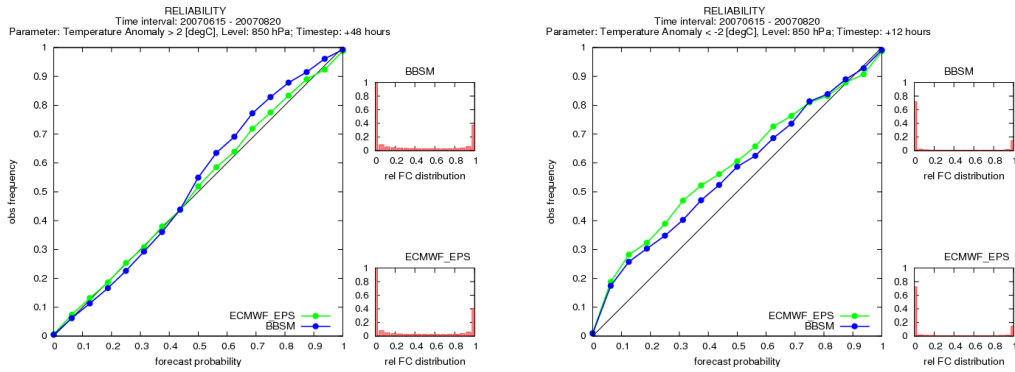 RELIABILITY
Time interval: 20070615 - 20070820
Parameter: Temperature Anomaly > 2 [degC], Level: 850 hPa; Timestep: +48 hours
obs frequency
1
0.9
0.8
0.7
0.6
0.5
0.4
0.3
0.2
0.1
0
0 0.1 0.2 0.3 0.4 0.5 0.6 0.7 0.8 0.9 1
forecast probability
ECMWF_EPS
BBSM
BBSM
1
0.8
0.6
0.4
0.2
0
0 0.2 0.4 0.6 0.8 1
rel FC distribution
ECMWF_EPS
1
0.8
0.6
0.4
0.2
0
0 0.2 0.4 0.6 0.8 1
rel FC distribution
RELIABILITY
Time interval: 20070615 - 20070820
Parameter: Temperature Anomaly < -2 [degC], Level: 850 hPa; Timestep: +12 hours
obs frequency
1
0.9
0.8
0.7
0.6
0.5
0.4
0.3
0.2
0.1
0
0 0.1 0.2 0.3 0.4 0.5 0.6 0.7 0.8 0.9 1
forecast probability
ECMWF_EPS
BBSM
BBSM
1
0.8
0.6
0.4
0.2
0
0 0.2 0.4 0.6 0.8 1
rel FC distribution
ECMWF_EPS
1
0.8
0.6
0.4
0.2
0
0 0.2 0.4 0.6 0.8 1
rel FC distribution